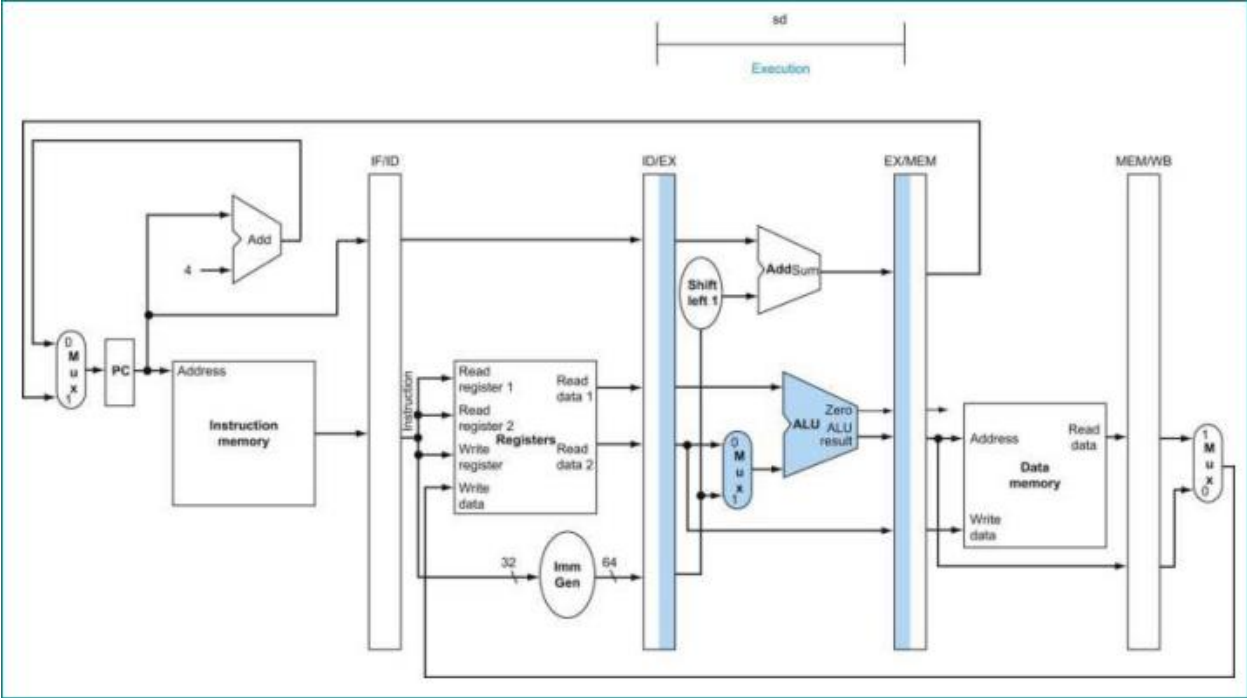 sd
Execution
IF/ID
ID/EX
EX/MEM
MEM/WB
Add
4
Shift
left 1
AddSum
0
M
u
x
1
PC
Address
Instruction
memory
Instruction
Read
register 1
Read
register 2
Write
register
Write
data
Registers
Read
data 1
Read
data 2
0
M
u
x
1
Zero
ALU
ALU
result
Address
Read
data
Data
memory
Write
data
1
M
u
x
0
32
Imm
Gen
64